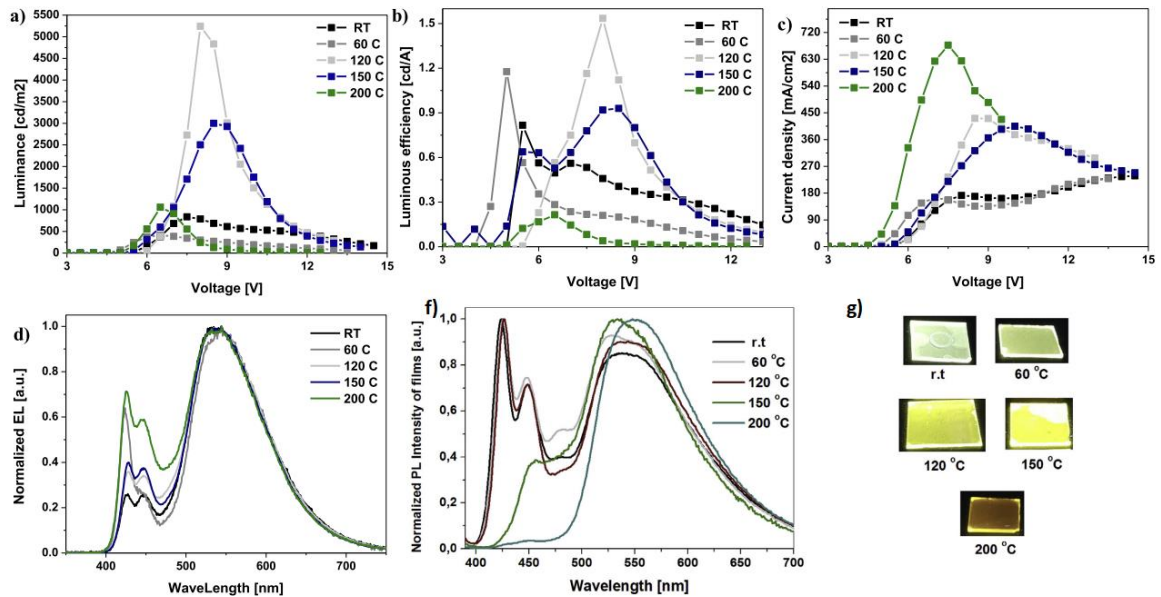 a)
5500
5000
4500
4000
3500
3000
2500
2000
1500
1000
500
0
Luminance [cd/m2]
RT
60 C
120 C
150 C
200 C
3 6 9 12 15
Voltage [V]
b)
1.5
1.2
0.9
0.6
0.3
0.0
Luminous efficiency [cd/A]
RT
60 C
120 C
150 C
200 C
6 9 12
Voltage [V]
c)
720
630
540
450
360
270
180
90
0
Current density [mA/cm2]
RT
60 C
120 C
150 C
200 C
3 6 9 12 15
Voltage [V]
d)
1.0
0.8
0.6
0.4
0.2
0.0
Normalized EL [a.u.]
RT
60 C
120 C
150 C
200 C
400 500 600 700
WaveLength [nm]
f)
1,0
0,8
0,6
0,4
0,2
0,0
Normalized PL Intensity of films [a.u.]
r.t
60 °C
120 °C
150 °C
200 °C
400 450 500 550 600 650 700
Wavelength [nm]
g)
r.t 60 °C
120 °C 150 °C
200 °C